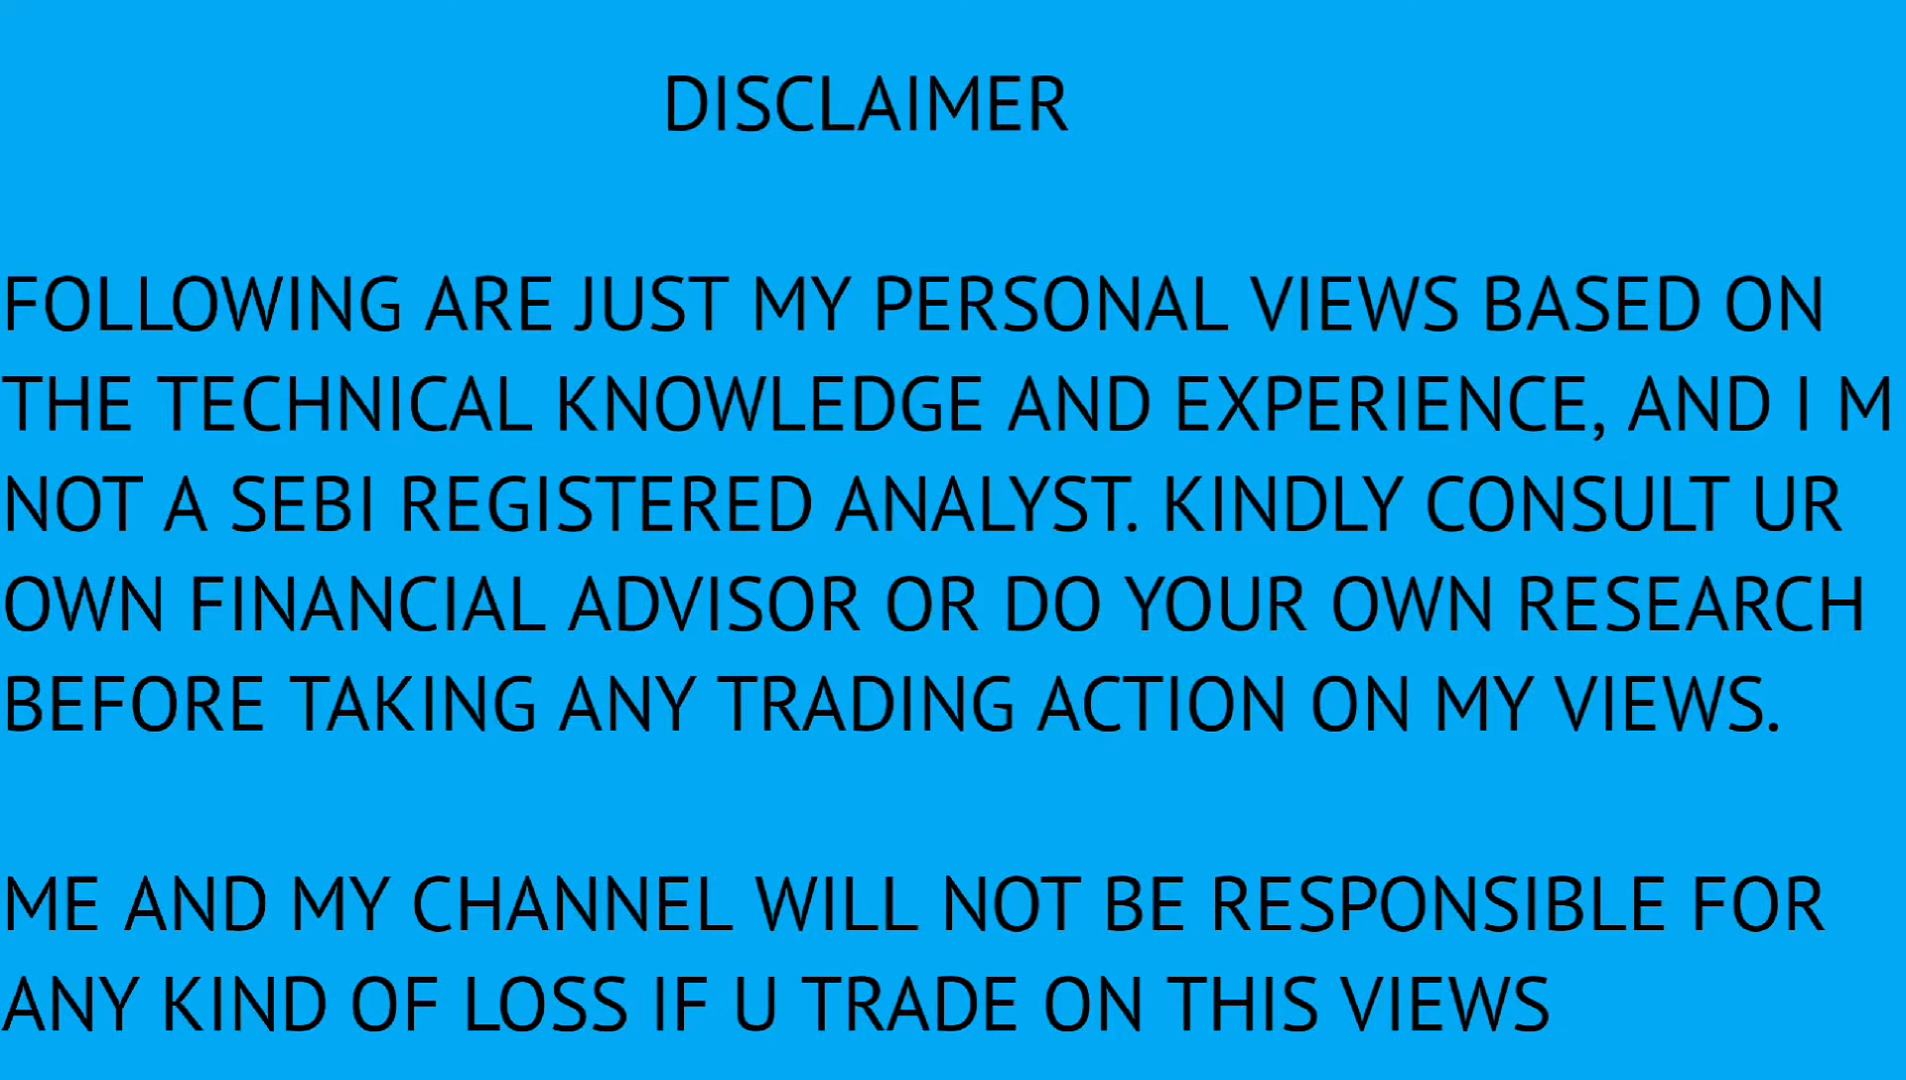 DISCLAIMER
FOLLOWING ARE JUST MY PERSONAL VIEWS BASED ON
THE TECHNICAL KNOWLEDGE AND EXPERIENCE, AND I M
NOT A SEBI REGISTERED ANALYST. KINDLY CONSULT UR
OWN FINANCIAL ADVISOR OR DO YOUR OWN RESEARCH
BEFORE TAKING ANY TRADING ACTION ON MY VIEWS.
ME AND MY CHANNEL WILL NOT BE RESPONSIBLE FOR
ANY KIND OF LOSS IF U TRADE ON THIS VIEWS